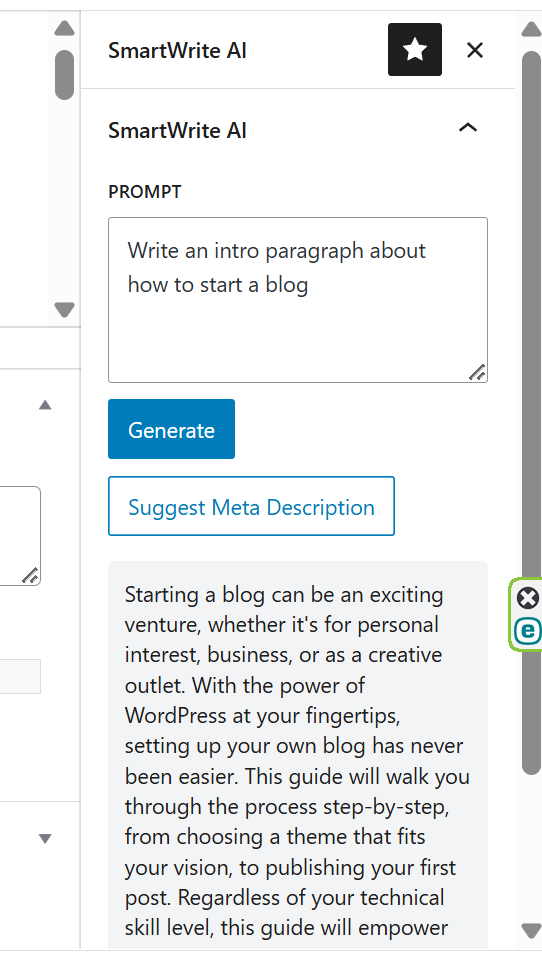 SmartWrite AI
SmartWrite AI
PROMPT
Write an intro paragraph about
how to start a blog
Generate
Suggest Meta Description
Starting a blog can be an exciting
venture, whether it's for personal
interest, business, or as a creative
outlet. With the power of
WordPress at your fingertips,
setting up your own blog has never
been easier. This guide will walk you
through the process step-by-step,
from choosing a theme that fits
your vision, to publishing your first
post. Regardless of your technical
skill level, this guide will empower
e